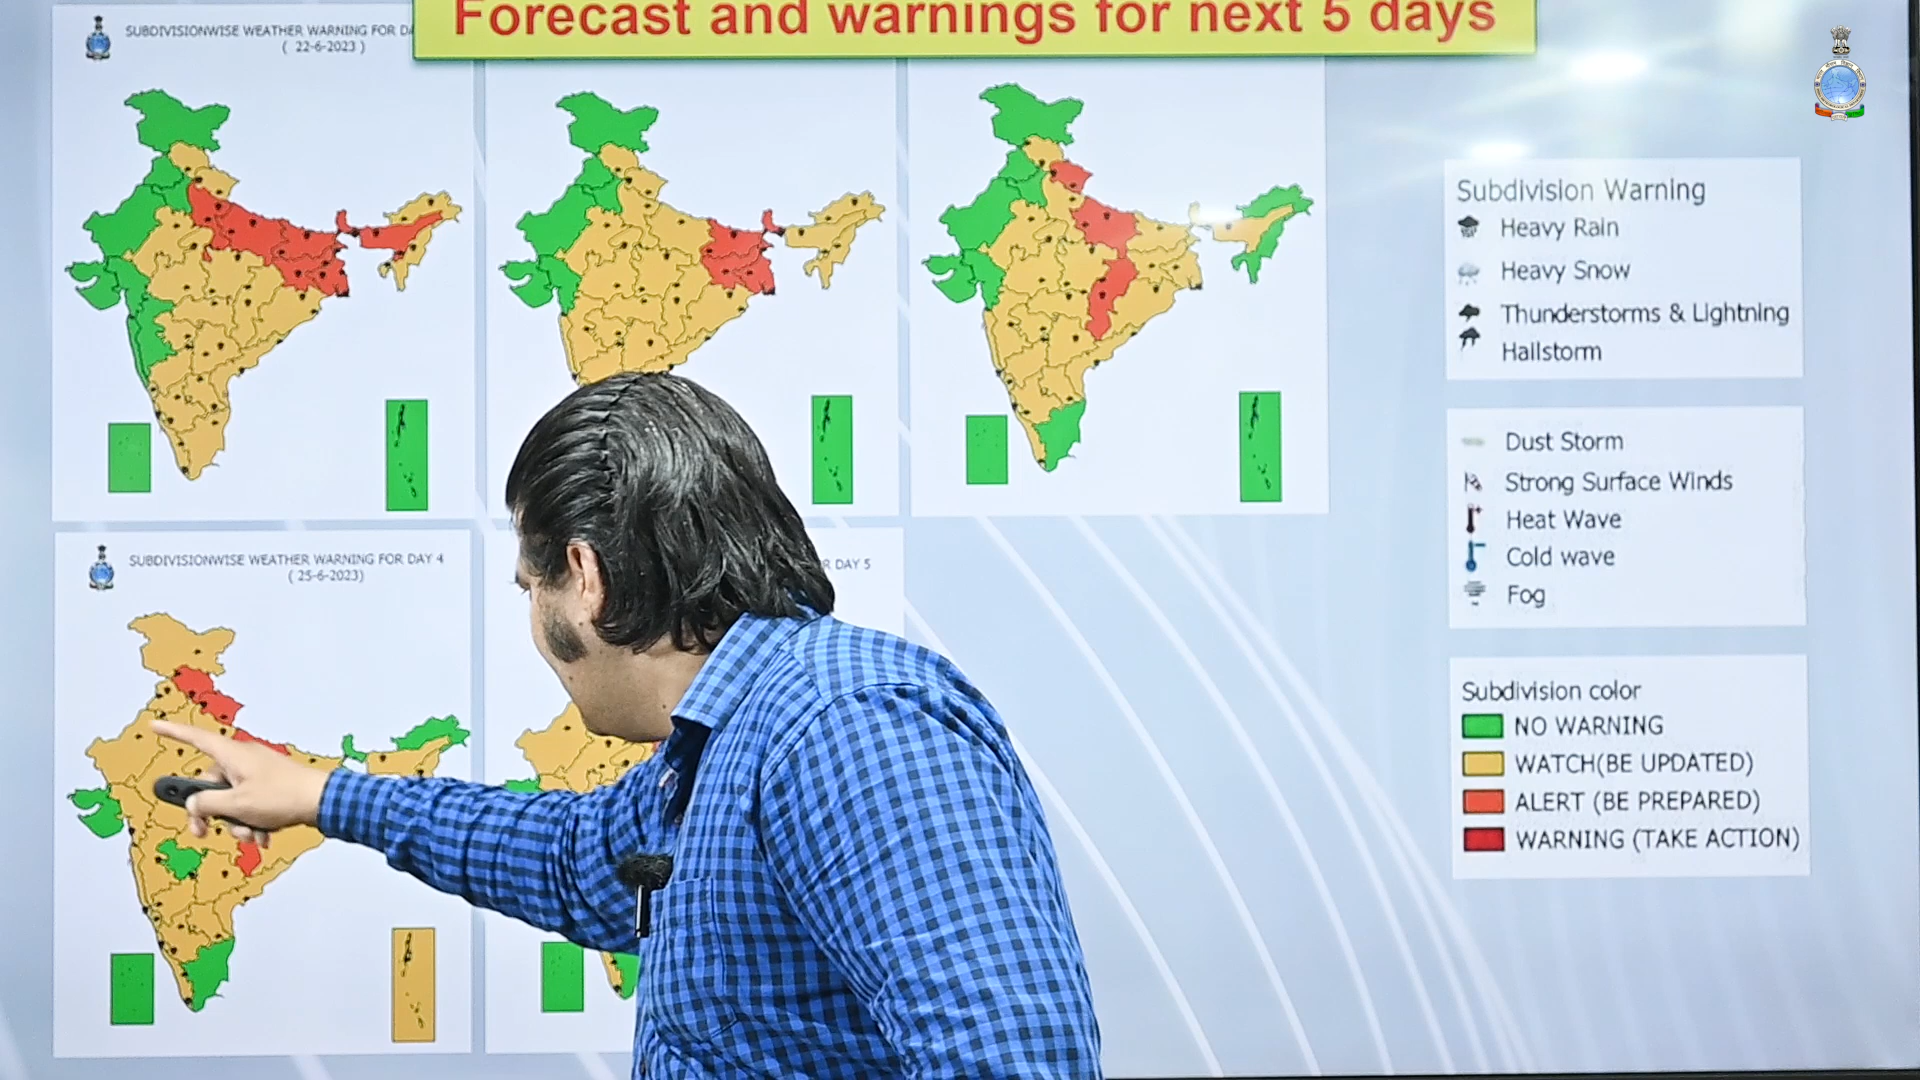 Forecast and warnings for next 5 days
SUBDIVISIONWISE WEATHER WARNING FOR
( 22-6-2023 )
SUBDIVISIONWISE WEATHER WARNING FOR DAY 4
( 25-6-2023)
DAY 5
Subdivision Warning
Heavy Rain
Heavy Snow
Thunderstorms & Lightning
Hailstorm
Dust Storm
Strong Surface Winds
Heat Wave
Cold wave
Fog
Subdivision color
NO WARNING
WATCH(BE UPDATED)
ALERT (BE PREPARED)
WARNING (TAKE ACTION)